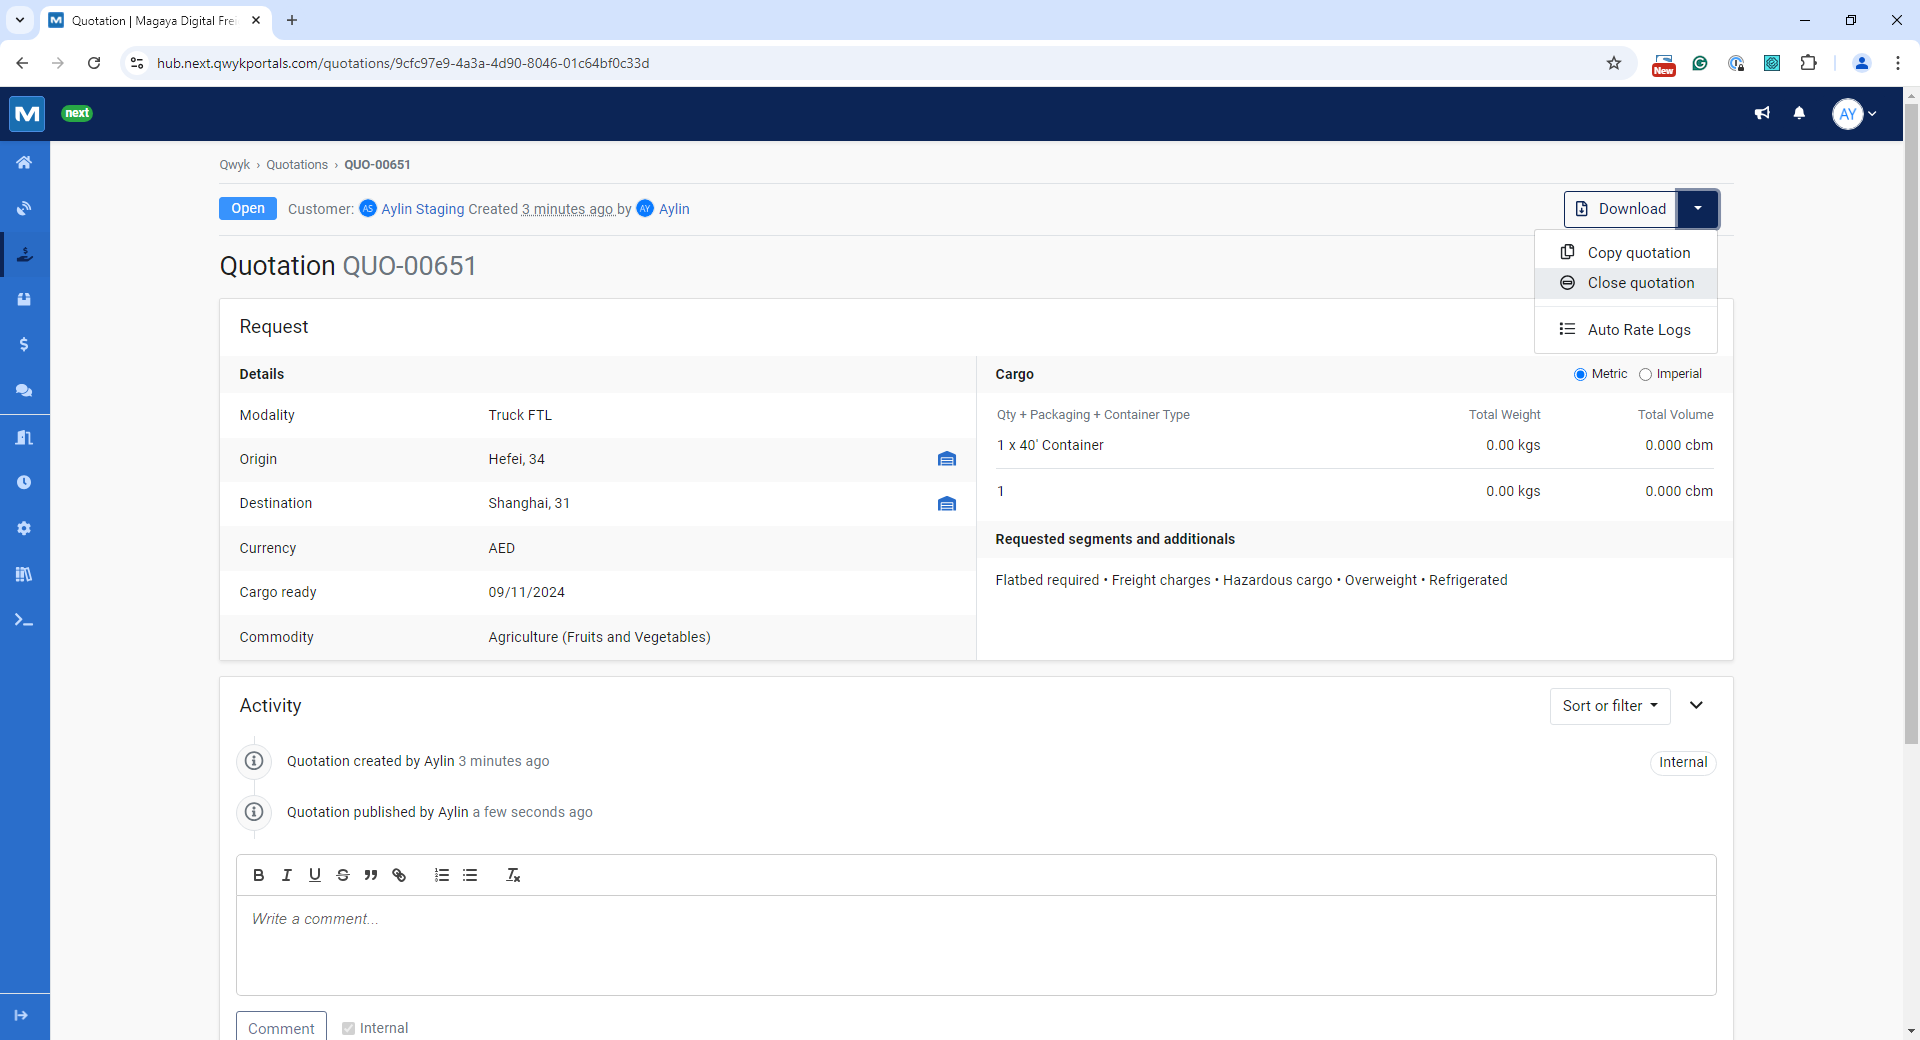 Quotation | Magaya Digital Frei
hub.next.qwykportals.com/quotations/9cfc97e9-4a3a-4d90-8046-01c64bf0c33d
New
M next
AY
Qwyk › Quotations › QUO-00651
Open Customer: AS Aylin Staging Created 3 minutes ago by AY Aylin
Download
Copy quotation
Close quotation
Auto Rate Logs
Quotation QUO-00651
Request
Details
Modality Truck FTL
Origin Hefei, 34
Destination Shanghai, 31
Currency AED
Cargo ready 09/11/2024
Commodity Agriculture (Fruits and Vegetables)
Cargo Metric Imperial
Qty + Packaging + Container Type Total Weight Total Volume
1 x 40' Container 0.00 kgs 0.000 cbm
1 0.00 kgs 0.000 cbm
Requested segments and additionals
Flatbed required • Freight charges • Hazardous cargo • Overweight • Refrigerated
Activity Sort or filter
Quotation created by Aylin 3 minutes ago Internal
Quotation published by Aylin a few seconds ago
Write a comment...
Comment Internal